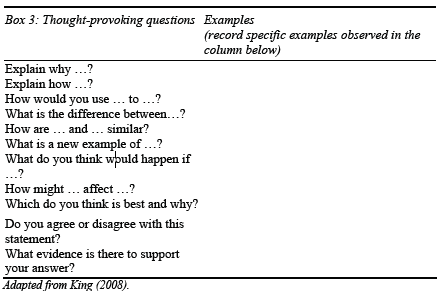 Box 3: Thought-provoking questions Examples
(record specific examples observed in the
column below)
Explain why …?
Explain how …?
How would you use … to …?
What is the difference between…?
How are … and … similar?
What is a new example of …?
What do you think would happen if
…?
How might … affect …?
Which do you think is best and why?
Do you agree or disagree with this
statement?
What evidence is there to support
your answer?
Adapted from King (2008).